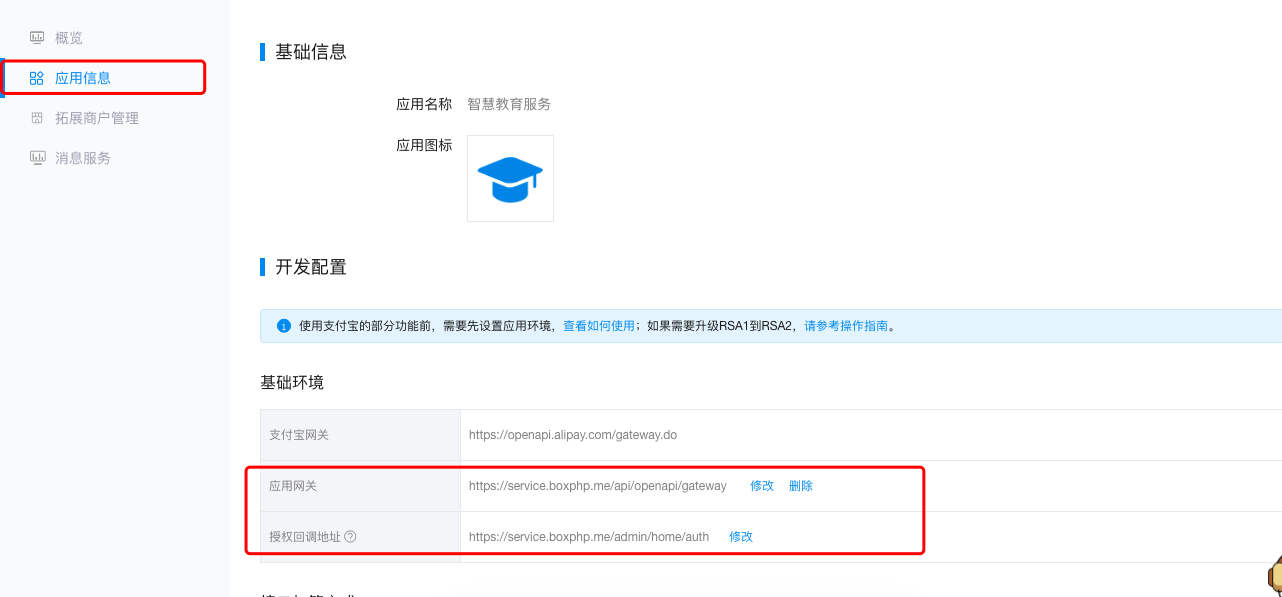 概览
应用信息
拓展商户管理
消息服务
基础信息
应用名称 智慧教育服务
应用图标
开发配置
使用支付宝的部分功能前，需要先设置应用环境，查看如何使用；如果需要升级RSA1到RSA2，请参考操作指南。
基础环境
支付宝网关 https://openapi.alipay.com/gateway.do
应用网关 https://service.boxphp.me/api/openapi/gateway 修改 删除
授权回调地址 https://service.boxphp.me/admin/home/auth 修改